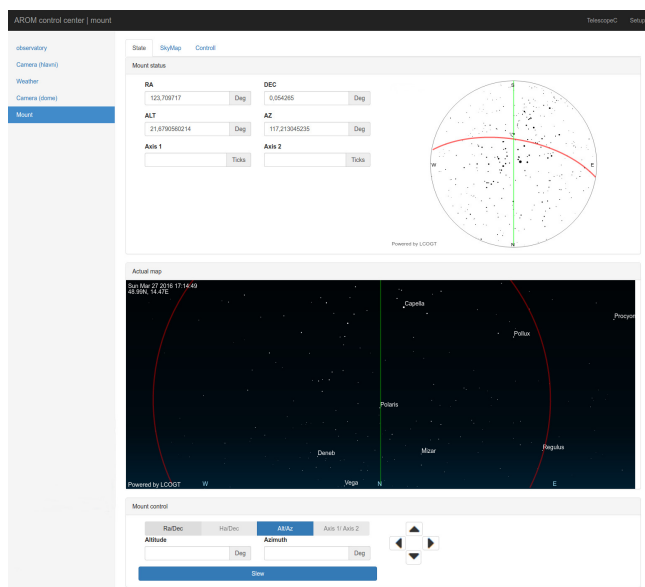 AROM control center | mount
TelescopeC Setup
observatory
Camera (hlavni)
Weather
Camera (dome)
Mount
State SkyMap Controll
Mount status
RA DEC
123,709717 Deg 0,054265 Deg
ALT AZ
21,6790560214 Deg 117,213045235 Deg
Axis 1 Axis 2
Ticks Ticks
S
W E
N
Powered by LCOGT
Actual map
Sun Mar 27 2016 17:14:49
48.99N, 14.47E
Capella
Procyon
Pollux
Polaris
Regulus
Mizar
Deneb
Vega
Powered by LCOGT W N E
Mount control
Ra/Dec Ha/Dec Alt/Az Axis 1/ Axis 2
Altitude Azimuth
Deg Deg
Slew